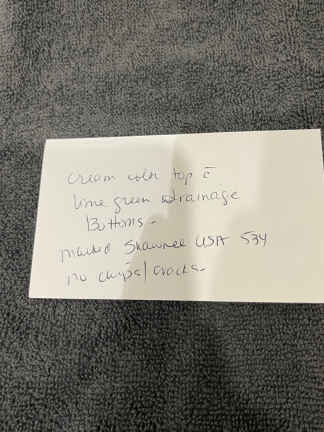 Cream color top c̄
lime green drainage
Bottoms -
marked Shawnee USA 534
no chips/cracks.